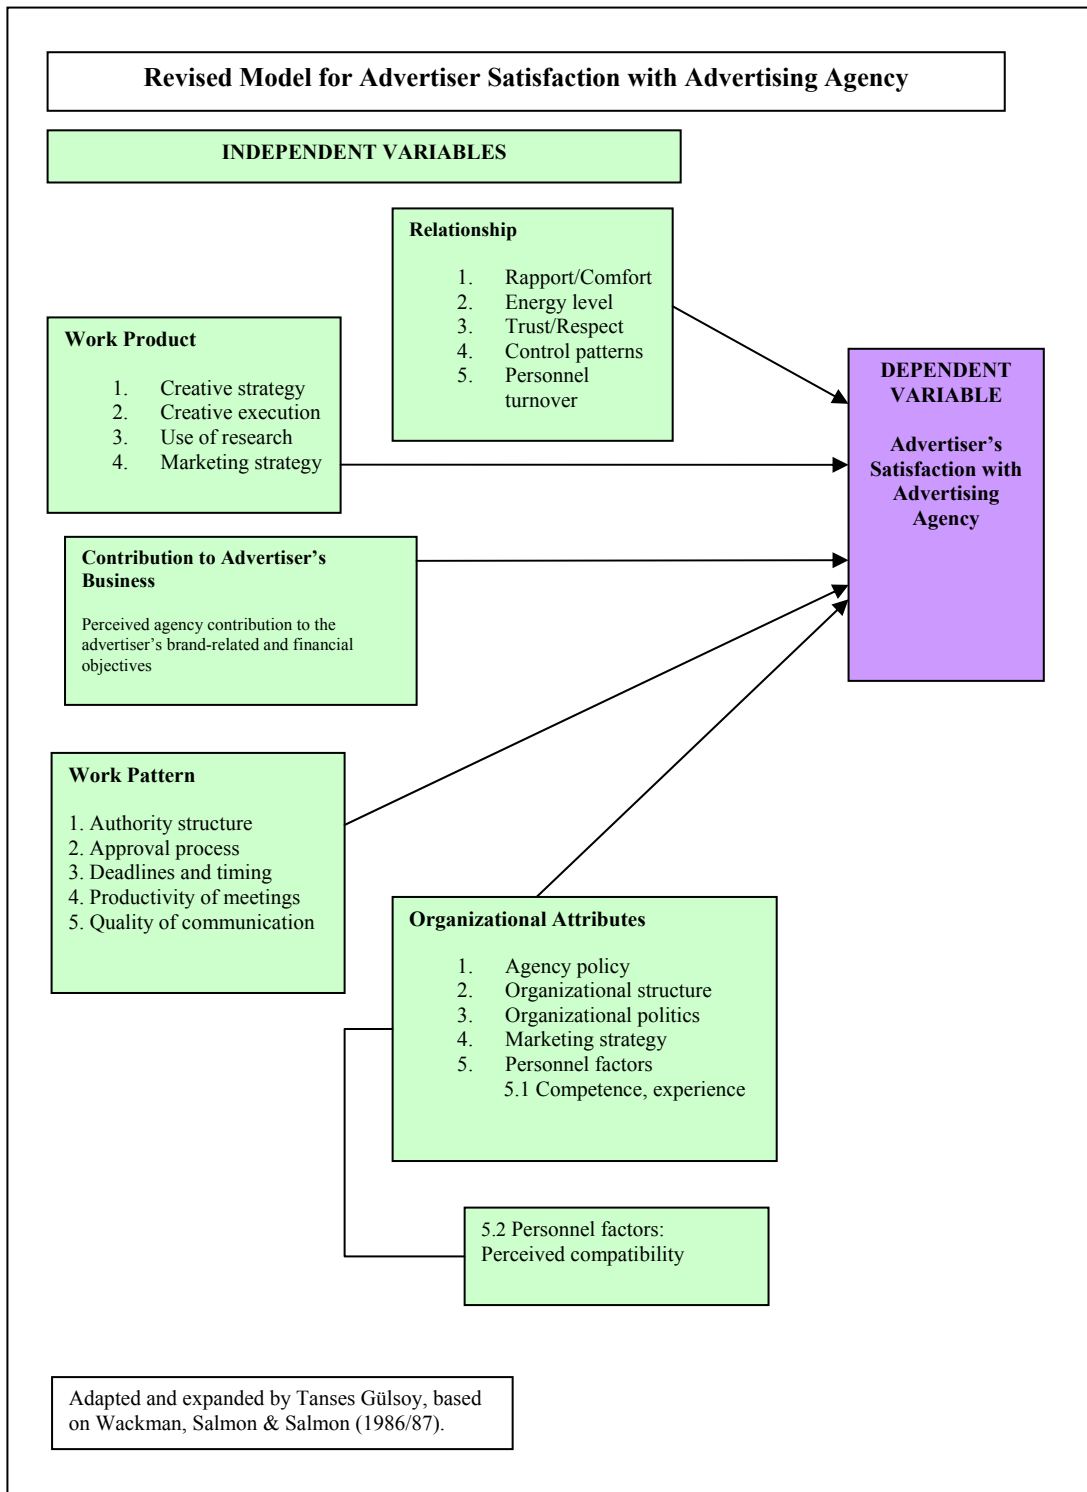 Revised Model for Advertiser Satisfaction with Advertising Agency
INDEPENDENT VARIABLES
Relationship
1. Rapport/Comfort
2. Energy level
3. Trust/Respect
4. Control patterns
5. Personnel
turnover
Work Product
1. Creative strategy
2. Creative execution
3. Use of research
4. Marketing strategy
DEPENDENT
VARIABLE
Advertiser’s
Satisfaction with
Advertising
Agency
Contribution to Advertiser’s
Business
Perceived agency contribution to the
advertiser’s brand-related and financial
objectives
Work Pattern
1. Authority structure
2. Approval process
3. Deadlines and timing
4. Productivity of meetings
5. Quality of communication
Organizational Attributes
1. Agency policy
2. Organizational structure
3. Organizational politics
4. Marketing strategy
5. Personnel factors
5.1 Competence, experience
5.2 Personnel factors:
Perceived compatibility
Adapted and expanded by Tanses Gülsoy, based
on Wackman, Salmon & Salmon (1986/87).